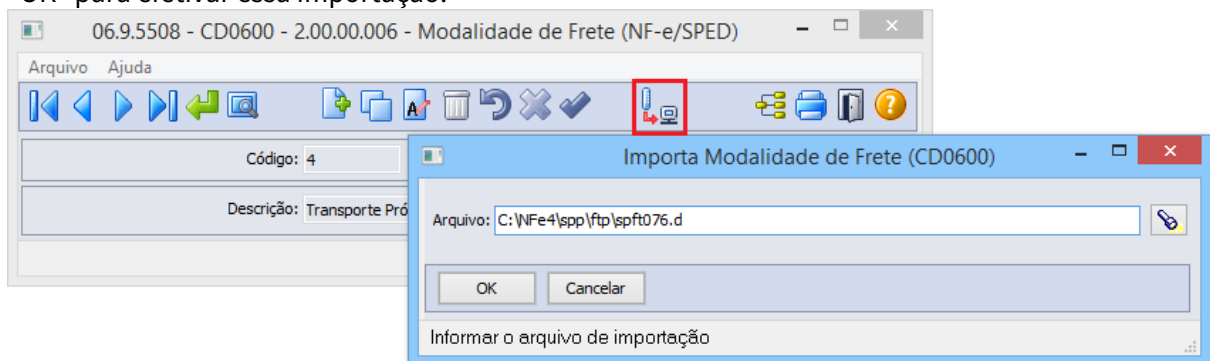 "OK" para efetivar essa importação.
06.9.5508 - CD0600 - 2.00.00.006 - Modalidade de Frete (NF-e/SPED)
Arquivo Ajuda
Código: 4
Importa Modalidade de Frete (CD0600)
Descrição: Transporte Pró
Arquivo: C:\NFe4\spp\ftp\spft076.d
OK Cancelar
Informar o arquivo de importação